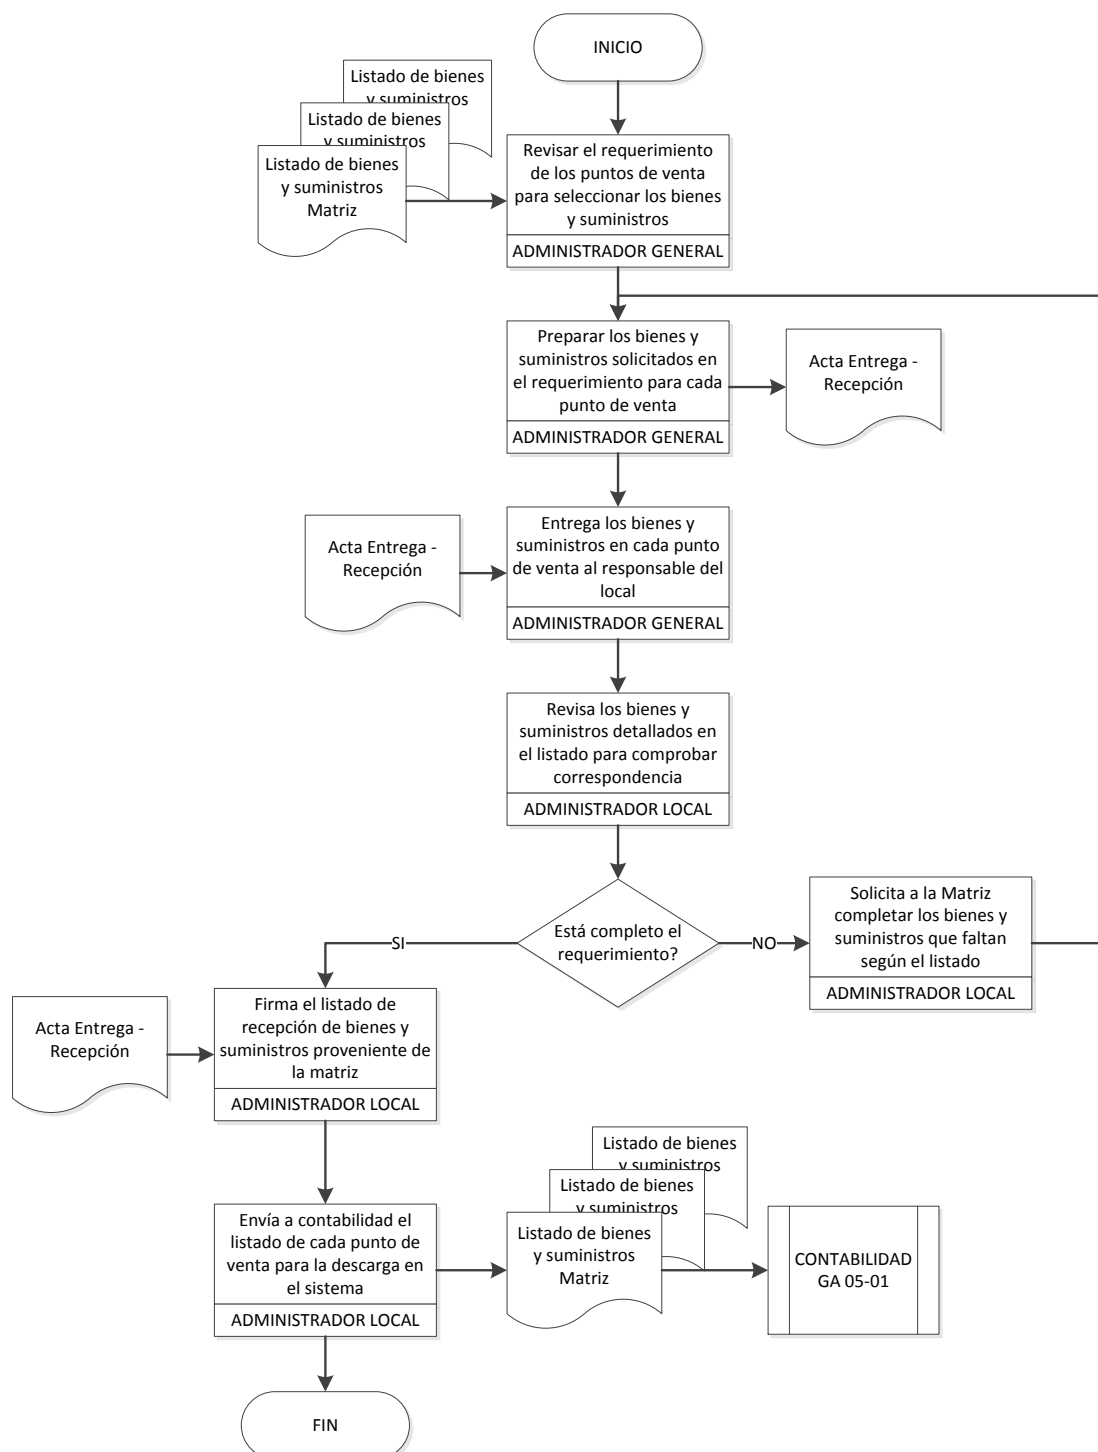 INICIO
Listado de bienes
y suministros
Listado de bienes
y suministros
Listado de bienes
y suministros
Matriz
Revisar el requerimiento
de los puntos de venta
para seleccionar los bienes
y suministros
ADMINISTRADOR GENERAL
Preparar los bienes y
suministros solicitados en
el requerimiento para cada
punto de venta
ADMINISTRADOR GENERAL
Acta Entrega -
Recepción
Acta Entrega -
Recepción
Entrega los bienes y
suministros en cada punto
de venta al responsable del
local
ADMINISTRADOR GENERAL
Revisa los bienes y
suministros detallados en
el listado para comprobar
correspondencia
ADMINISTRADOR LOCAL
Está completo el
requerimiento?
SI
NO
Solicita a la Matriz
completar los bienes y
suministros que faltan
según el listado
ADMINISTRADOR LOCAL
Acta Entrega -
Recepción
Firma el listado de
recepción de bienes y
suministros proveniente de
la matriz
ADMINISTRADOR LOCAL
Envía a contabilidad el
listado de cada punto de
venta para la descarga en
el sistema
ADMINISTRADOR LOCAL
Listado de bienes
y suministros
Listado de bienes
y suministros
Listado de bienes
y suministros
Matriz
CONTABILIDAD
GA 05-01
FIN